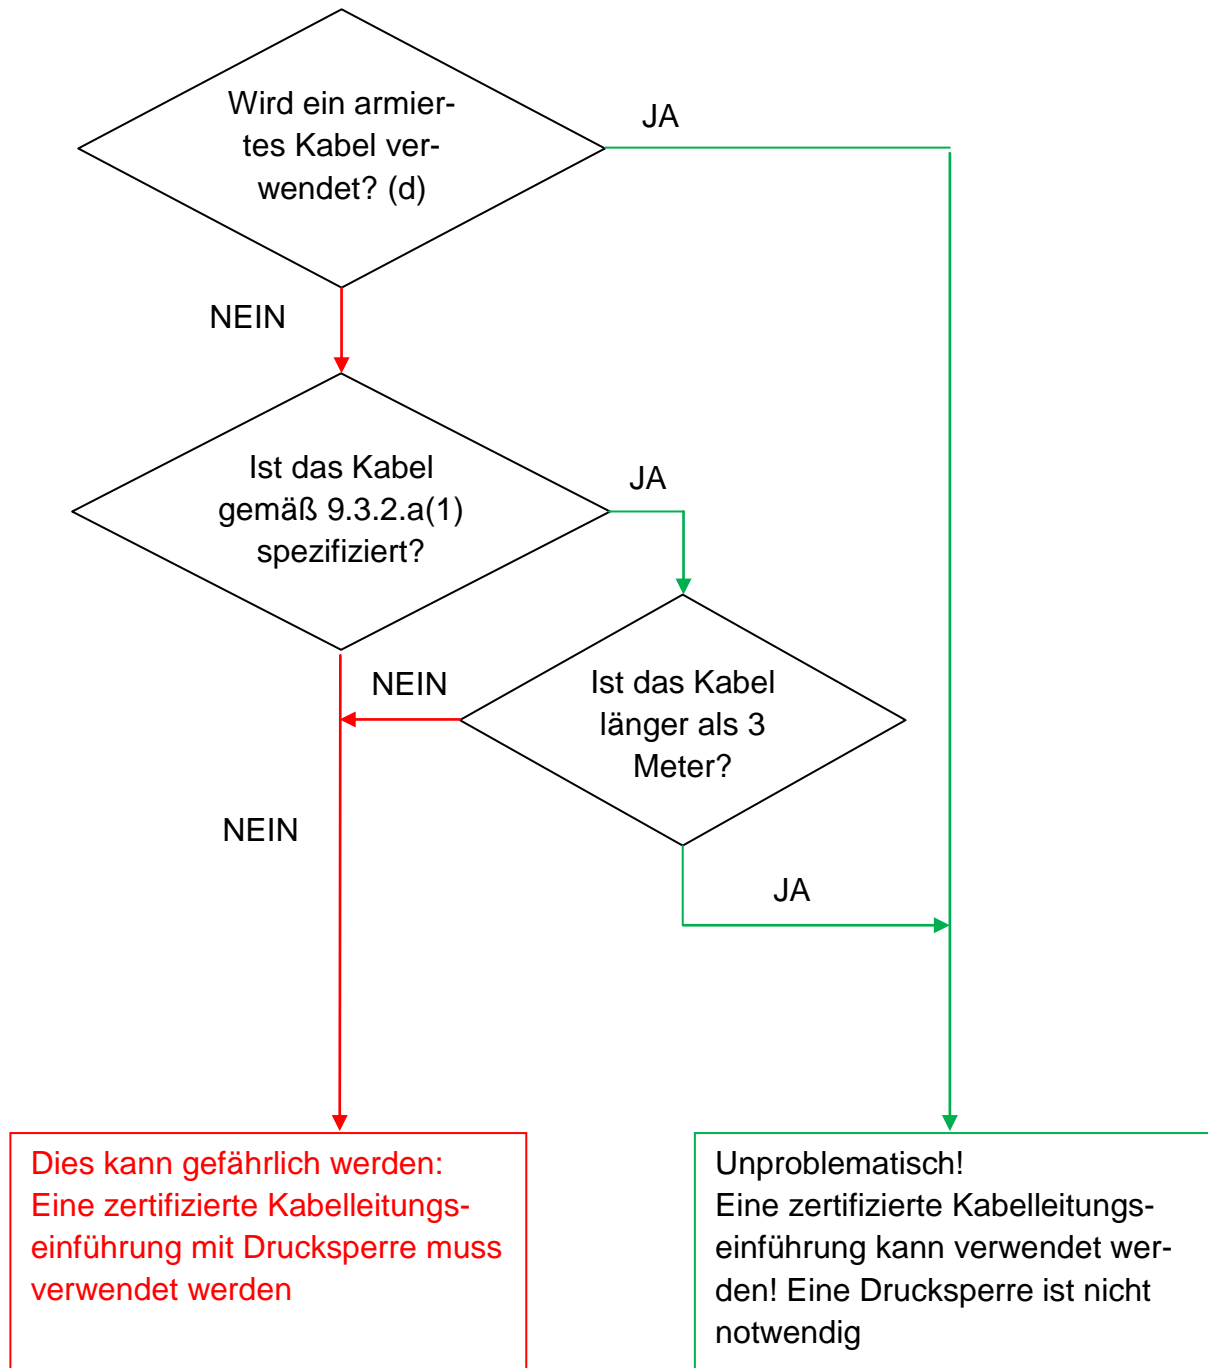 Wird ein armier-
tes Kabel ver-
wendet? (d)
JA
NEIN
Ist das Kabel
gemäß 9.3.2.a(1)
spezifiziert?
JA
NEIN
Ist das Kabel
länger als 3
Meter?
NEIN
JA
Dies kann gefährlich werden:
Eine zertifizierte Kabelleitungs-
einführung mit Drucksperre muss
verwendet werden
Unproblematisch!
Eine zertifizierte Kabelleitungs-
einführung kann verwendet wer-
den! Eine Drucksperre ist nicht
notwendig